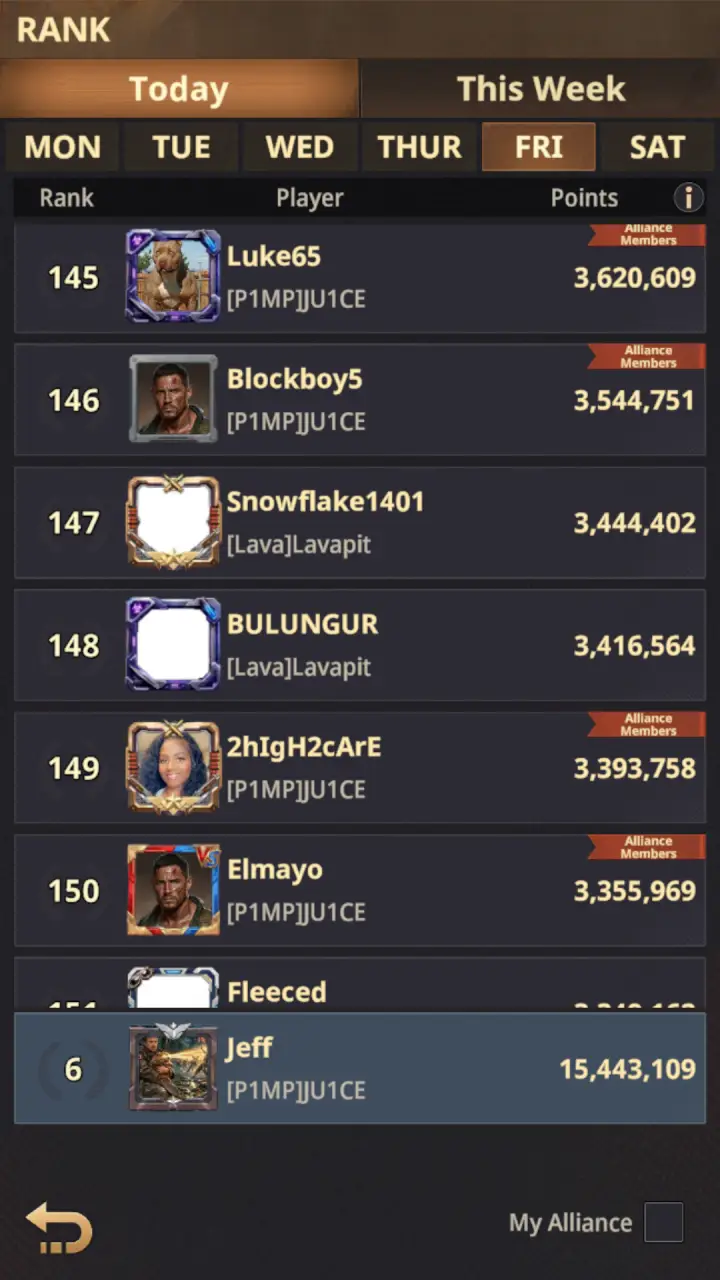 RANK
Today
This Week
MON TUE WED THUR FRI SAT
Rank Player Points i
Alliance Members
145 Luke65 3,620,609
[P1MP]JU1CE
Alliance Members
146 Blockboy5 3,544,751
[P1MP]JU1CE
147 Snowflake1401 3,444,402
[Lava]Lavapit
148 BULUNGUR 3,416,564
[Lava]Lavapit
Alliance Members
149 2hIgH2cArE 3,393,758
[P1MP]JU1CE
Alliance Members
150 Elmayo 3,355,969
[P1MP]JU1CE
Fleeced
6 Jeff 15,443,109
[P1MP]JU1CE
My Alliance